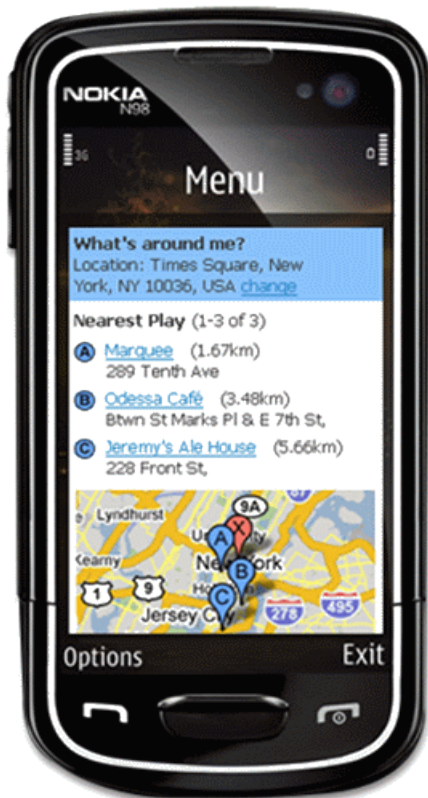 NOKIA
N98
3G
Menu
What's around me?
Location: Times Square, New
York, NY 10036, USA change
Nearest Play (1-3 of 3)
A Marquee (1.67km)
289 Tenth Ave
B Odessa Café (3.48km)
Btwn St Marks Pl & E 7th St,
C Jeremy's Ale House (5.66km)
228 Front St,
9A
Lyndhurst
X
A
Kearny
New York
B
1
9
C
Jersey City
278
495
Options
Exit